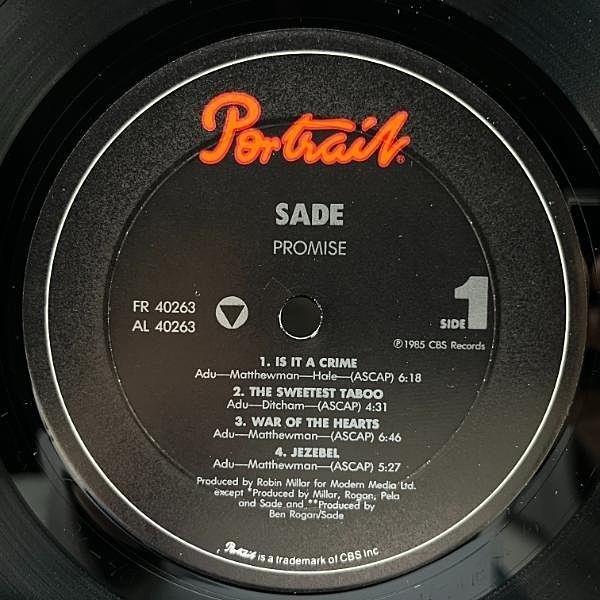 Portrait®
SADE
PROMISE
FR 40263
AL 40263
SIDE 1
Ⓟ1985 CBS Records
1. IS IT A CRIME
Adu—Matthewman—Hale—(ASCAP) 6:18
2. THE SWEETEST TABOO
Adu—Ditcham—(ASCAP) 4:31
3. WAR OF THE HEARTS
Adu—Matthewman—(ASCAP) 6:46
4. JEZEBEL
Adu—Matthewman—(ASCAP) 5:27
Produced by Robin Millar for Modern Media Ltd.
except *Produced by Millar, Rogan, Pela
and Sade and **Produced by
Ben Rogan/Sade
Portrait is a trademark of CBS Inc